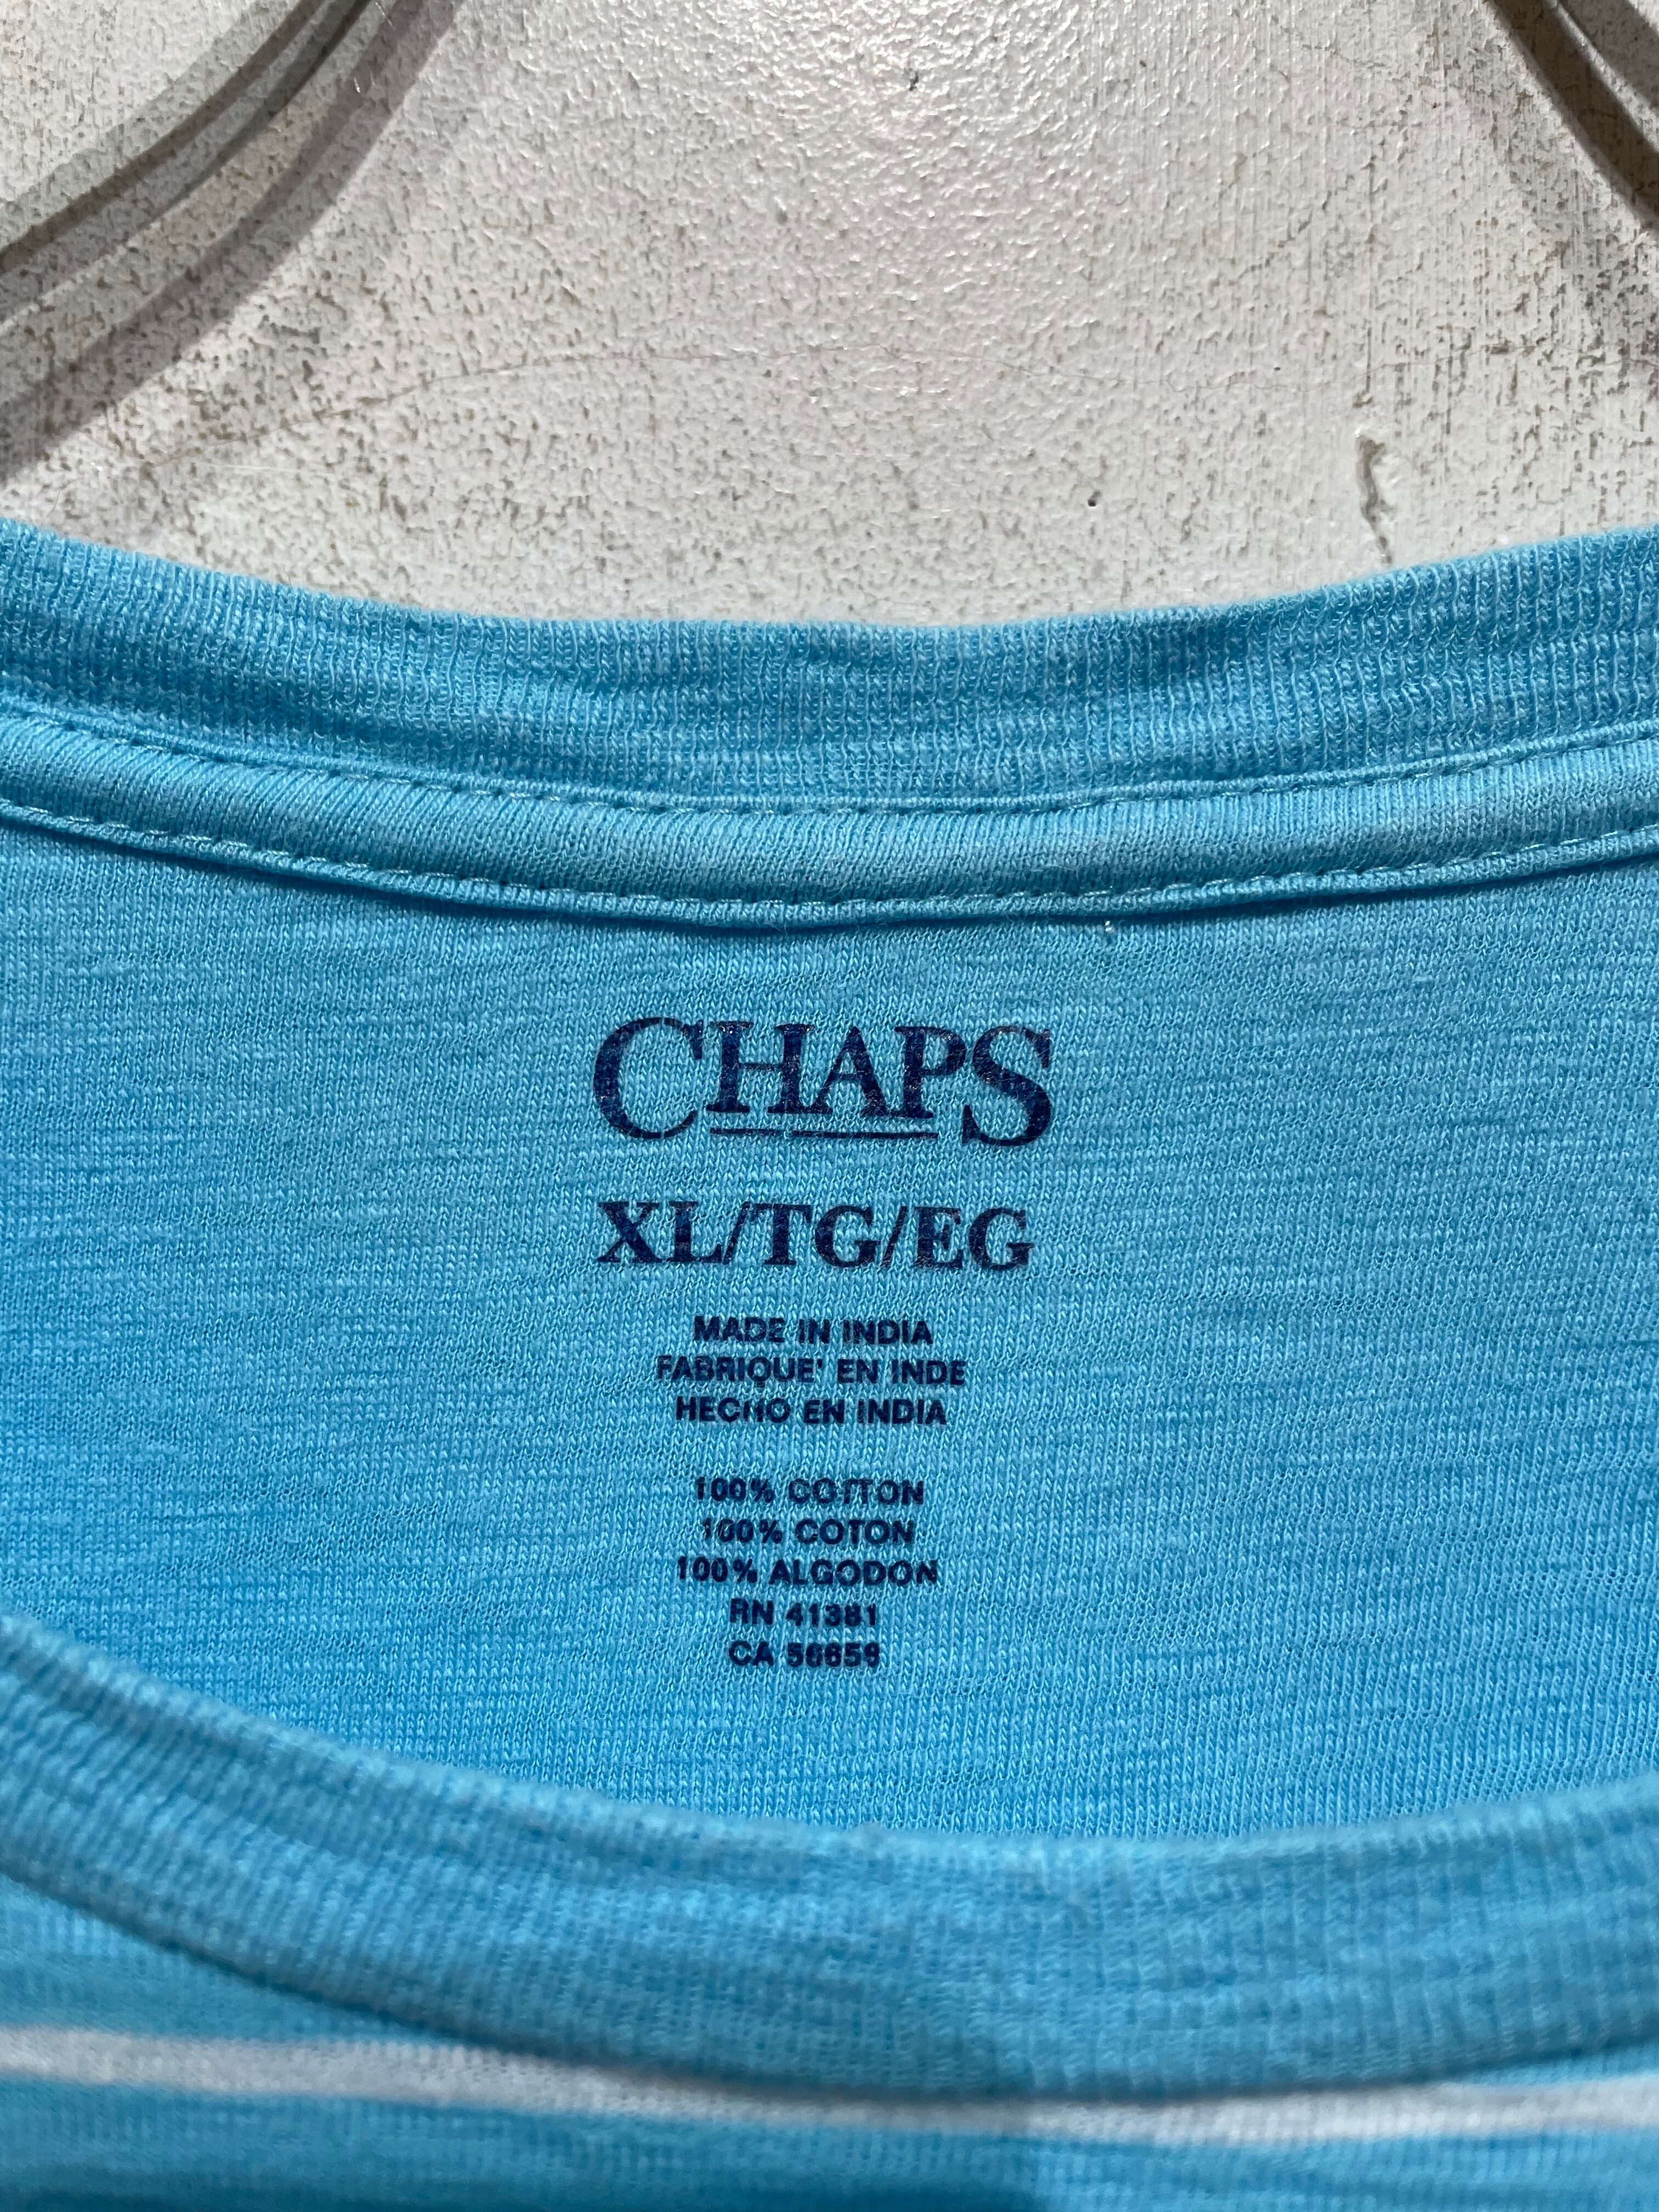 CHAPS
XL/TG/EG
MADE IN INDIA
FABRIQUE' EN INDE
HECHO EN INDIA
100% COTTON
100% COTON
100% ALGODON
RN 41381
CA 56656